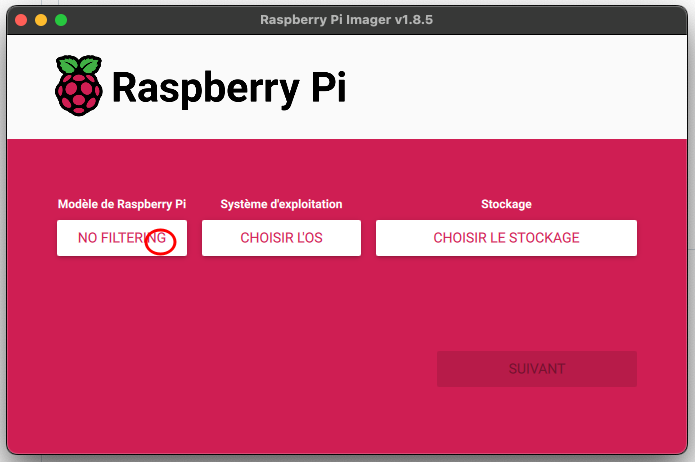 Raspberry Pi Imager v1.8.5
Raspberry Pi
Modèle de Raspberry Pi
Système d'exploitation
Stockage
NO FILTERING
CHOISIR L'OS
CHOISIR LE STOCKAGE
SUIVANT